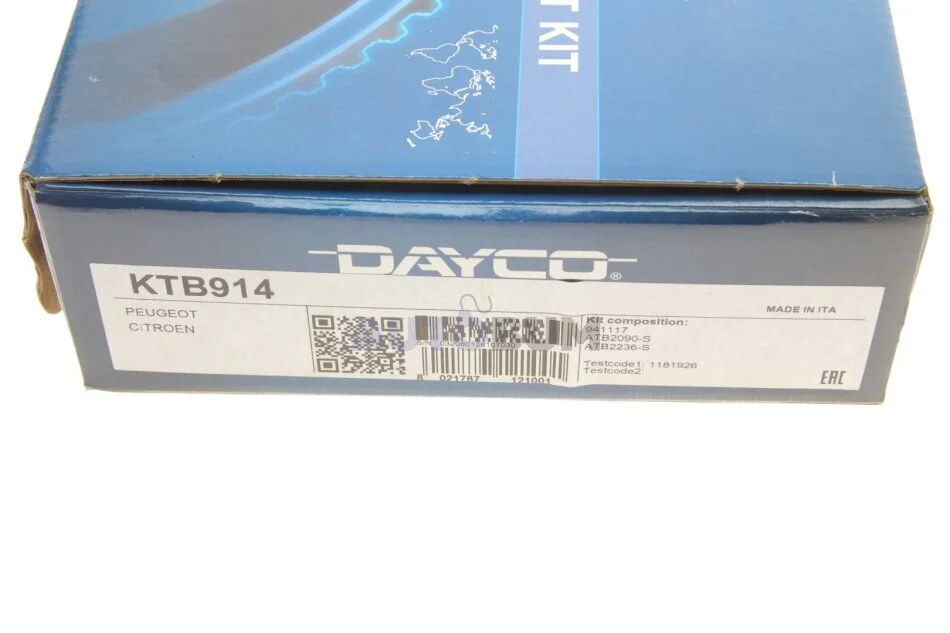 T KIT
DAYCO®
KTB914
MADE IN ITA
PEUGEOT
CITROEN
Kit composition:
941117
ATB2090-S
ATB2236-S
Testcode1: 1181926
Testcode2:
8 021787 121001
EAC